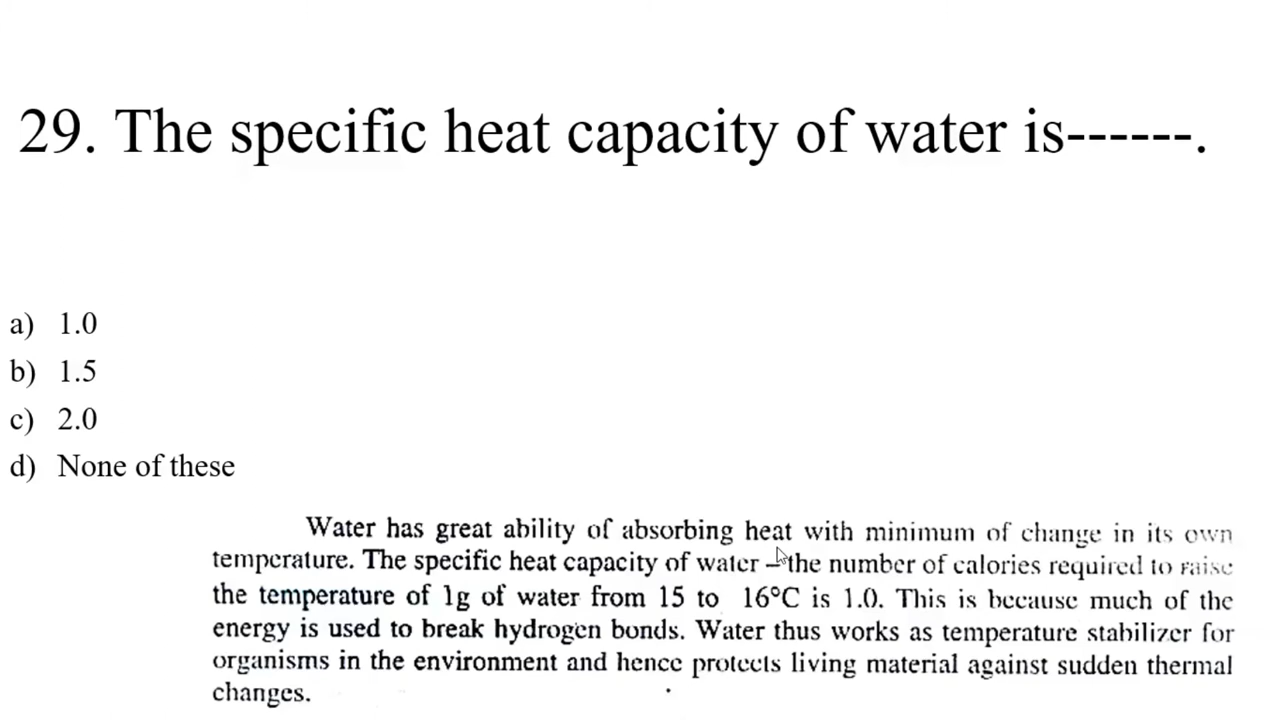 29. The specific heat capacity of water is------.
a) 1.0
b) 1.5
c) 2.0
d) None of these
Water has great ability of absorbing heat with minimum of change in its own
temperature. The specific heat capacity of water – the number of calories required to raise
the temperature of 1g of water from 15 to 16°C is 1.0. This is because much of the
energy is used to break hydrogen bonds. Water thus works as temperature stabilizer for
organisms in the environment and hence protects living material against sudden thermal
changes.